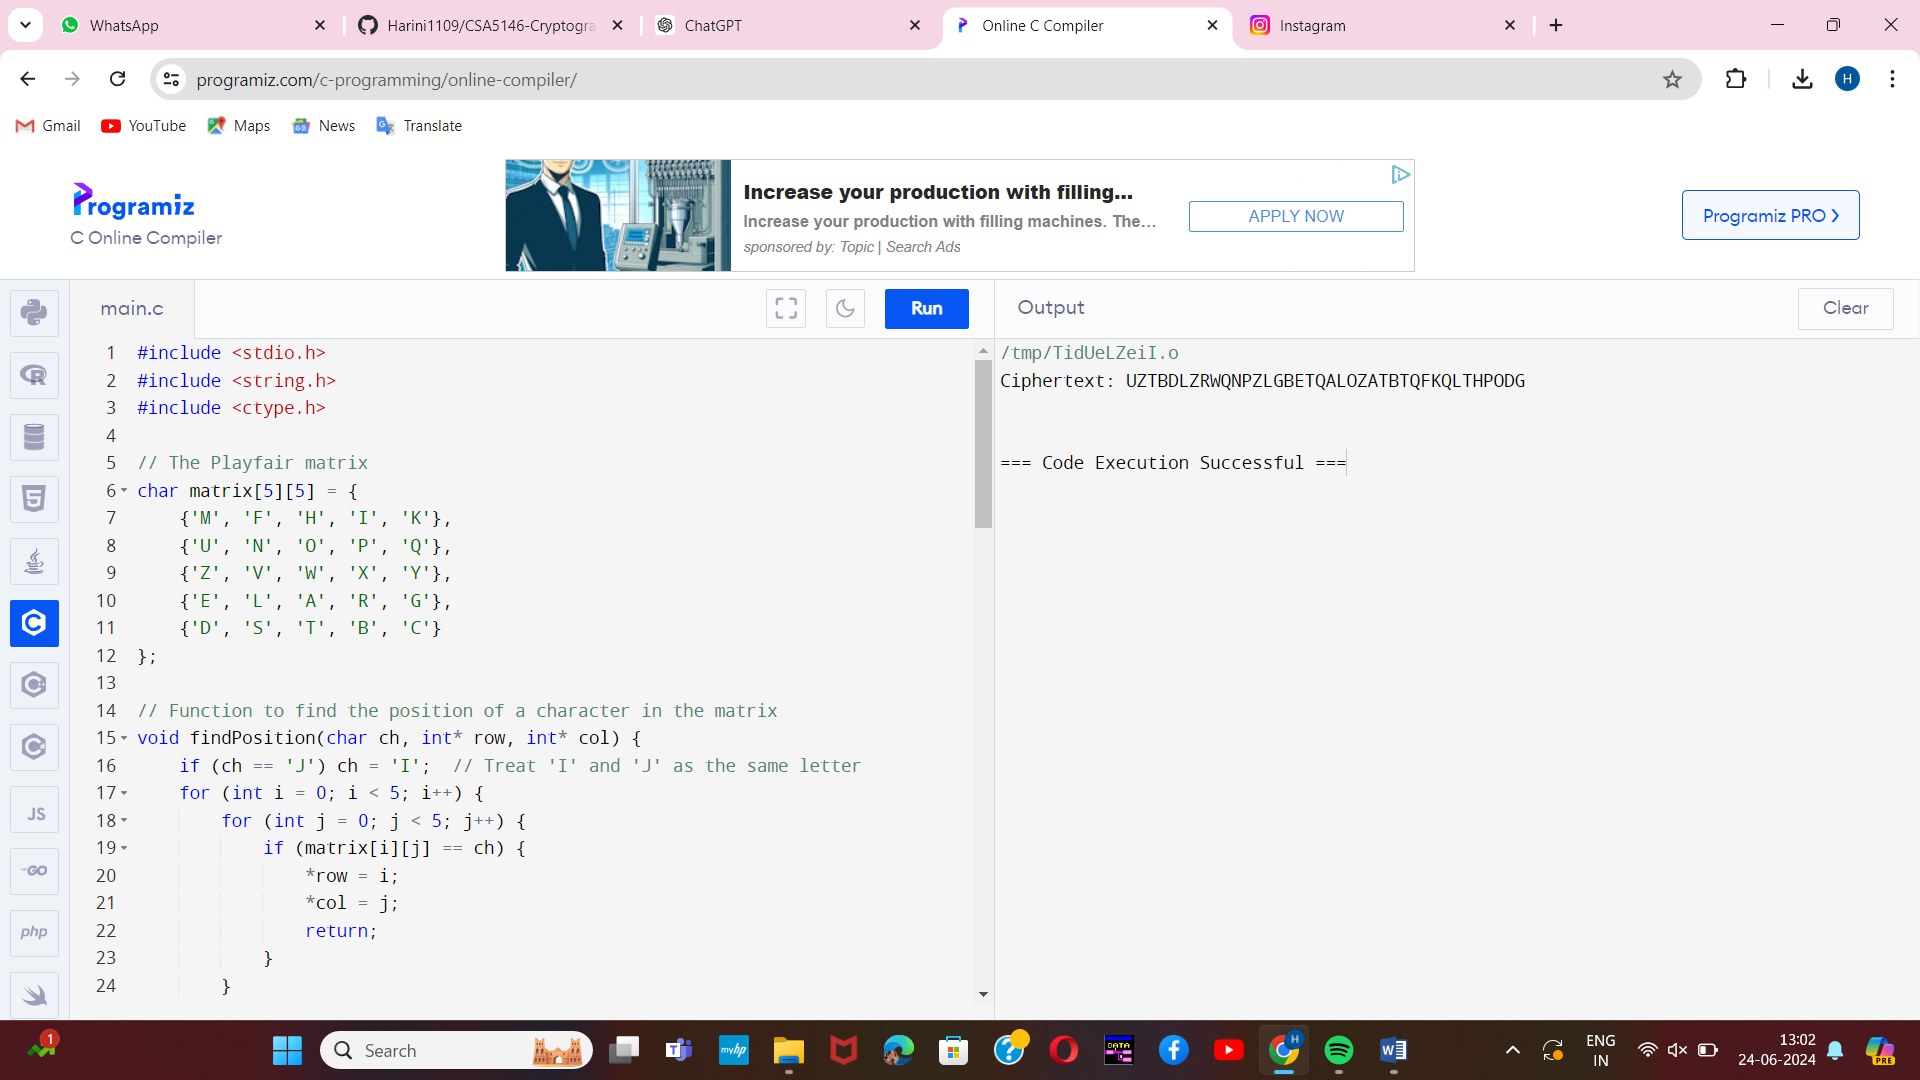 WhatsApp
Harini1109/CSA5146-Cryptogra
ChatGPT
Online C Compiler
Instagram
programiz.com/c-programming/online-compiler/
H
Gmail
YouTube
Maps
News
Translate
Programiz
C Online Compiler
Increase your production with filling...
Increase your production with filling machines. The...
sponsored by: Topic | Search Ads
APPLY NOW
Programiz PRO
main.c
Run
Output
Clear
1 #include <stdio.h>
2 #include <string.h>
3 #include <ctype.h>
4
5 // The Playfair matrix
6 char matrix[5][5] = {
7 {'M', 'F', 'H', 'I', 'K'},
8 {'U', 'N', 'O', 'P', 'Q'},
9 {'Z', 'V', 'W', 'X', 'Y'},
10 {'E', 'L', 'A', 'R', 'G'},
11 {'D', 'S', 'T', 'B', 'C'}
12 };
13
14 // Function to find the position of a character in the matrix
15 void findPosition(char ch, int* row, int* col) {
16 if (ch == 'J') ch = 'I';  // Treat 'I' and 'J' as the same letter
17 for (int i = 0; i < 5; i++) {
18 for (int j = 0; j < 5; j++) {
19 if (matrix[i][j] == ch) {
20 *row = i;
21 *col = j;
22 return;
23 }
24 }
/tmp/TidUeLZeiI.o
Ciphertext: UZTBDLZRWQNPZLGBETQALOZATBTQFKQLTHPODG
=== Code Execution Successful ===
JS
GO
php
1
Search
myhp
DATA
H
ENG
IN
13:02
24-06-2024
PRE